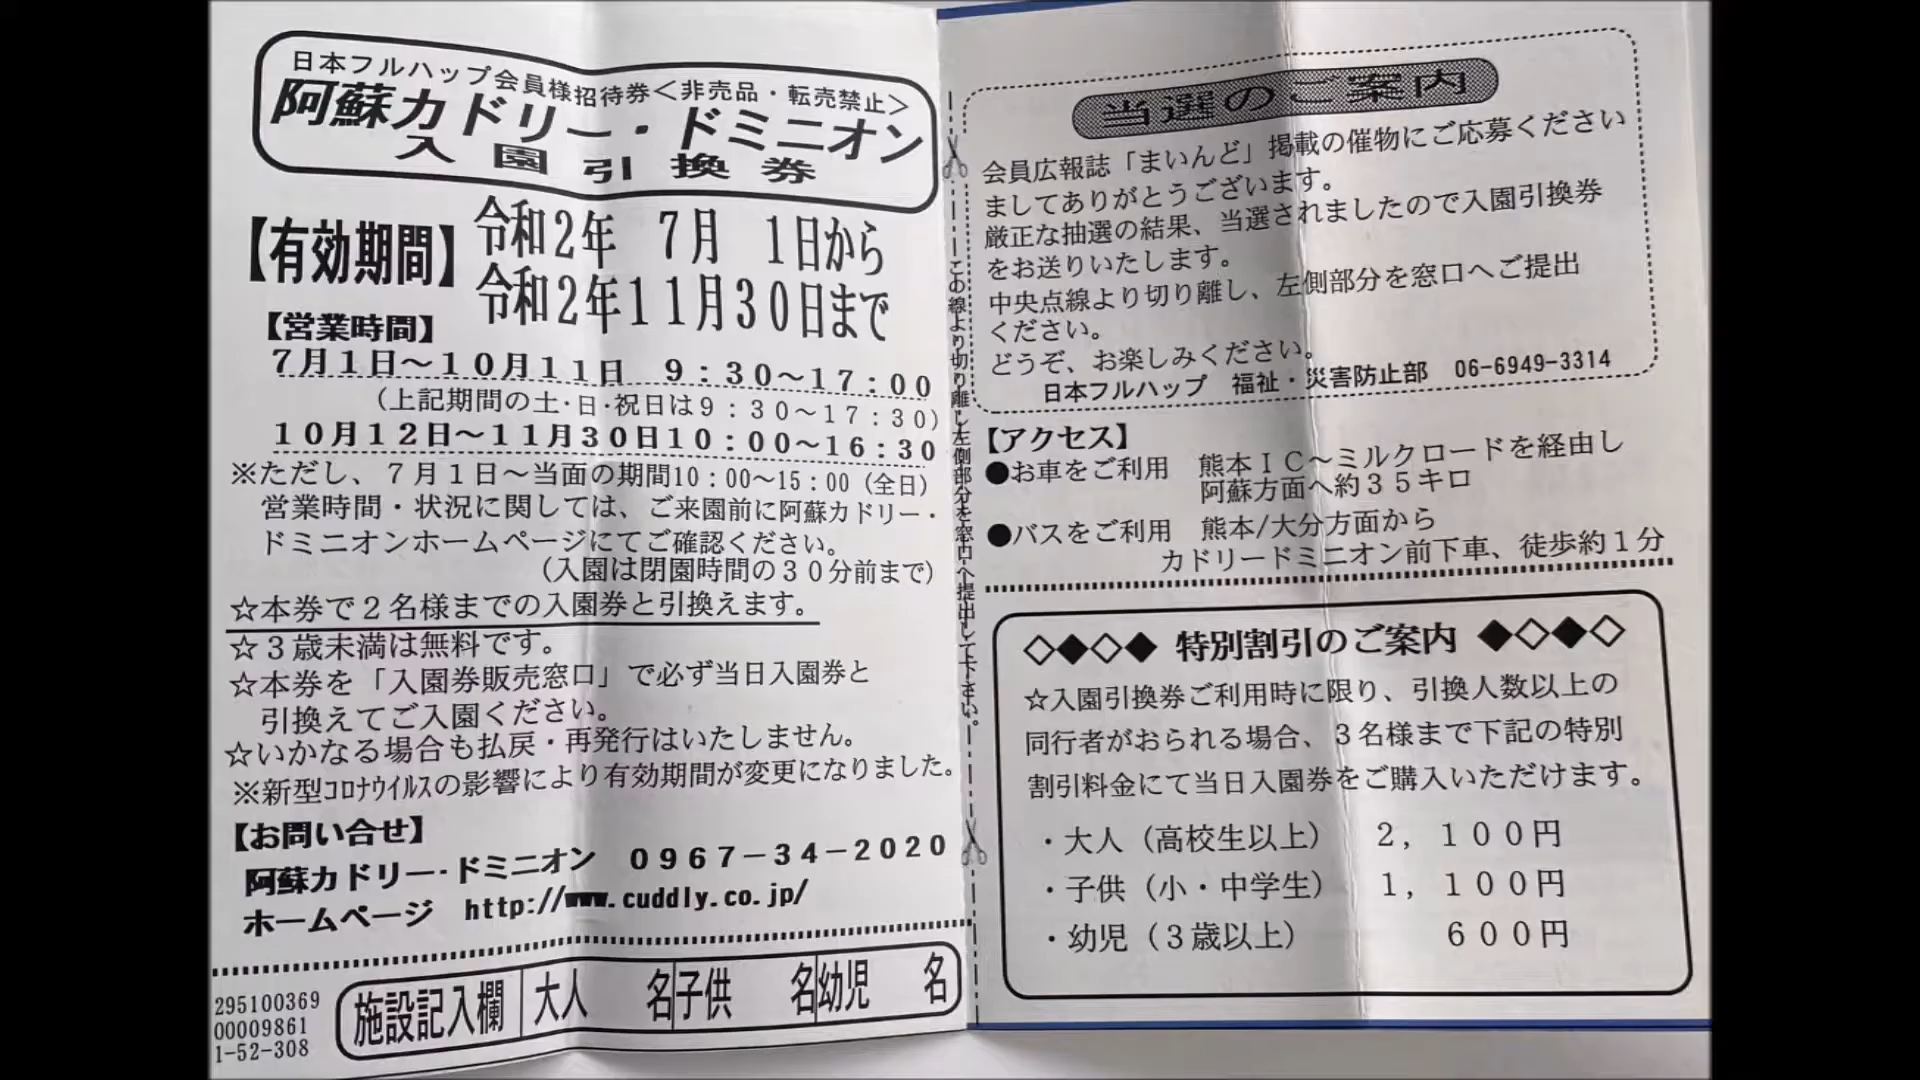 日本フルハップ会員様招待券＜非売品・転売禁止＞
阿蘇カドリー・ドミニオン
入園引換券
【有効期間】令和2年 7月 1日から
令和2年11月30日まで
【営業時間】
7月1日～10月11日 9：30～17：00
（上記期間の土・日・祝日は9：30～17：30）
10月12日～11月30日10：00～16：30
※ただし、7月1日～当面の期間10：00～15：00（全日）
営業時間・状況に関しては、ご来園前に阿蘇カドリー・
ドミニオンホームページにてご確認ください。
（入園は閉園時間の30分前まで）
☆本券で2名様までの入園券と引換えます。
☆3歳未満は無料です。
☆本券を「入園券販売窓口」で必ず当日入園券と
引換えてご入園ください。
☆いかなる場合も払戻・再発行はいたしません。
※新型ｺﾛﾅｳｲﾙｽの影響により有効期間が変更になりました。
【お問い合せ】
阿蘇カドリー・ドミニオン 0967－34－2020
ホームページ http://www.cuddly.co.jp/
295100369
00009861
1-52-308
施設記入欄 大人 名 子供 名 幼児 名
この線より切り離し左側部分を窓口へ提出して下さい。
当選のご案内
会員広報誌「まいんど」掲載の催物にご応募ください
ましてありがとうございます。
厳正な抽選の結果、当選されましたので入園引換券
をお送りいたします。
中央点線より切り離し、左側部分を窓口へご提出
ください。
どうぞ、お楽しみください。
日本フルハップ 福祉・災害防止部 06-6949-3314
【アクセス】
●お車をご利用 熊本ＩＣ～ミルクロードを経由し
阿蘇方面へ約35キロ
●バスをご利用 熊本/大分方面から
カドリードミニオン前下車、徒歩約1分
◇◆◇◆ 特別割引のご案内 ◆◇◆◇
☆入園引換券ご利用時に限り、引換人数以上の
同行者がおられる場合、3名様まで下記の特別
割引料金にて当日入園券をご購入いただけます。
・大人（高校生以上） 2，100円
・子供（小・中学生） 1，100円
・幼児（3歳以上） 600円